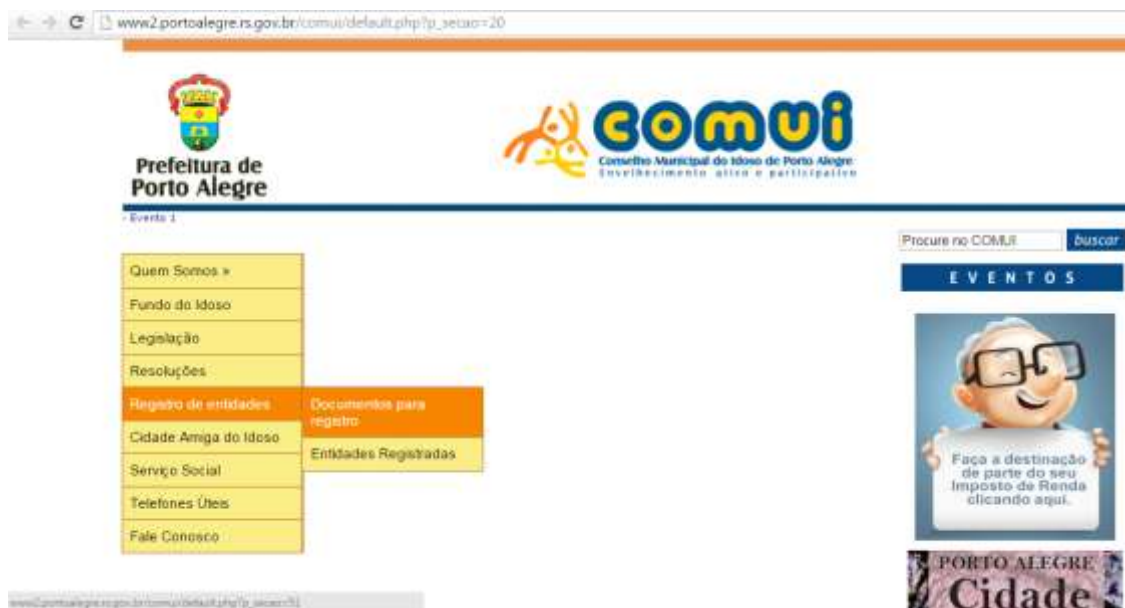 www2.portoalegre.rs.gov.br/comui/default.php?p_secao=20
Prefeitura de
Porto Alegre
comui
Conselho Municipal do Idoso de Porto Alegre
Envelhecimento ativo e participativo
- Evento 1
Procure no COMUI
buscar
EVENTOS
Quem Somos »
Fundo do Idoso
Legislação
Resoluções
Registro de entidades
Documentos para
registro
Cidade Amiga do Idoso
Entidades Registradas
Serviço Social
Telefones Úteis
Fale Conosco
Faça a destinação
de parte do seu
Imposto de Renda
clicando aqui.
PORTO ALEGRE
Cidade